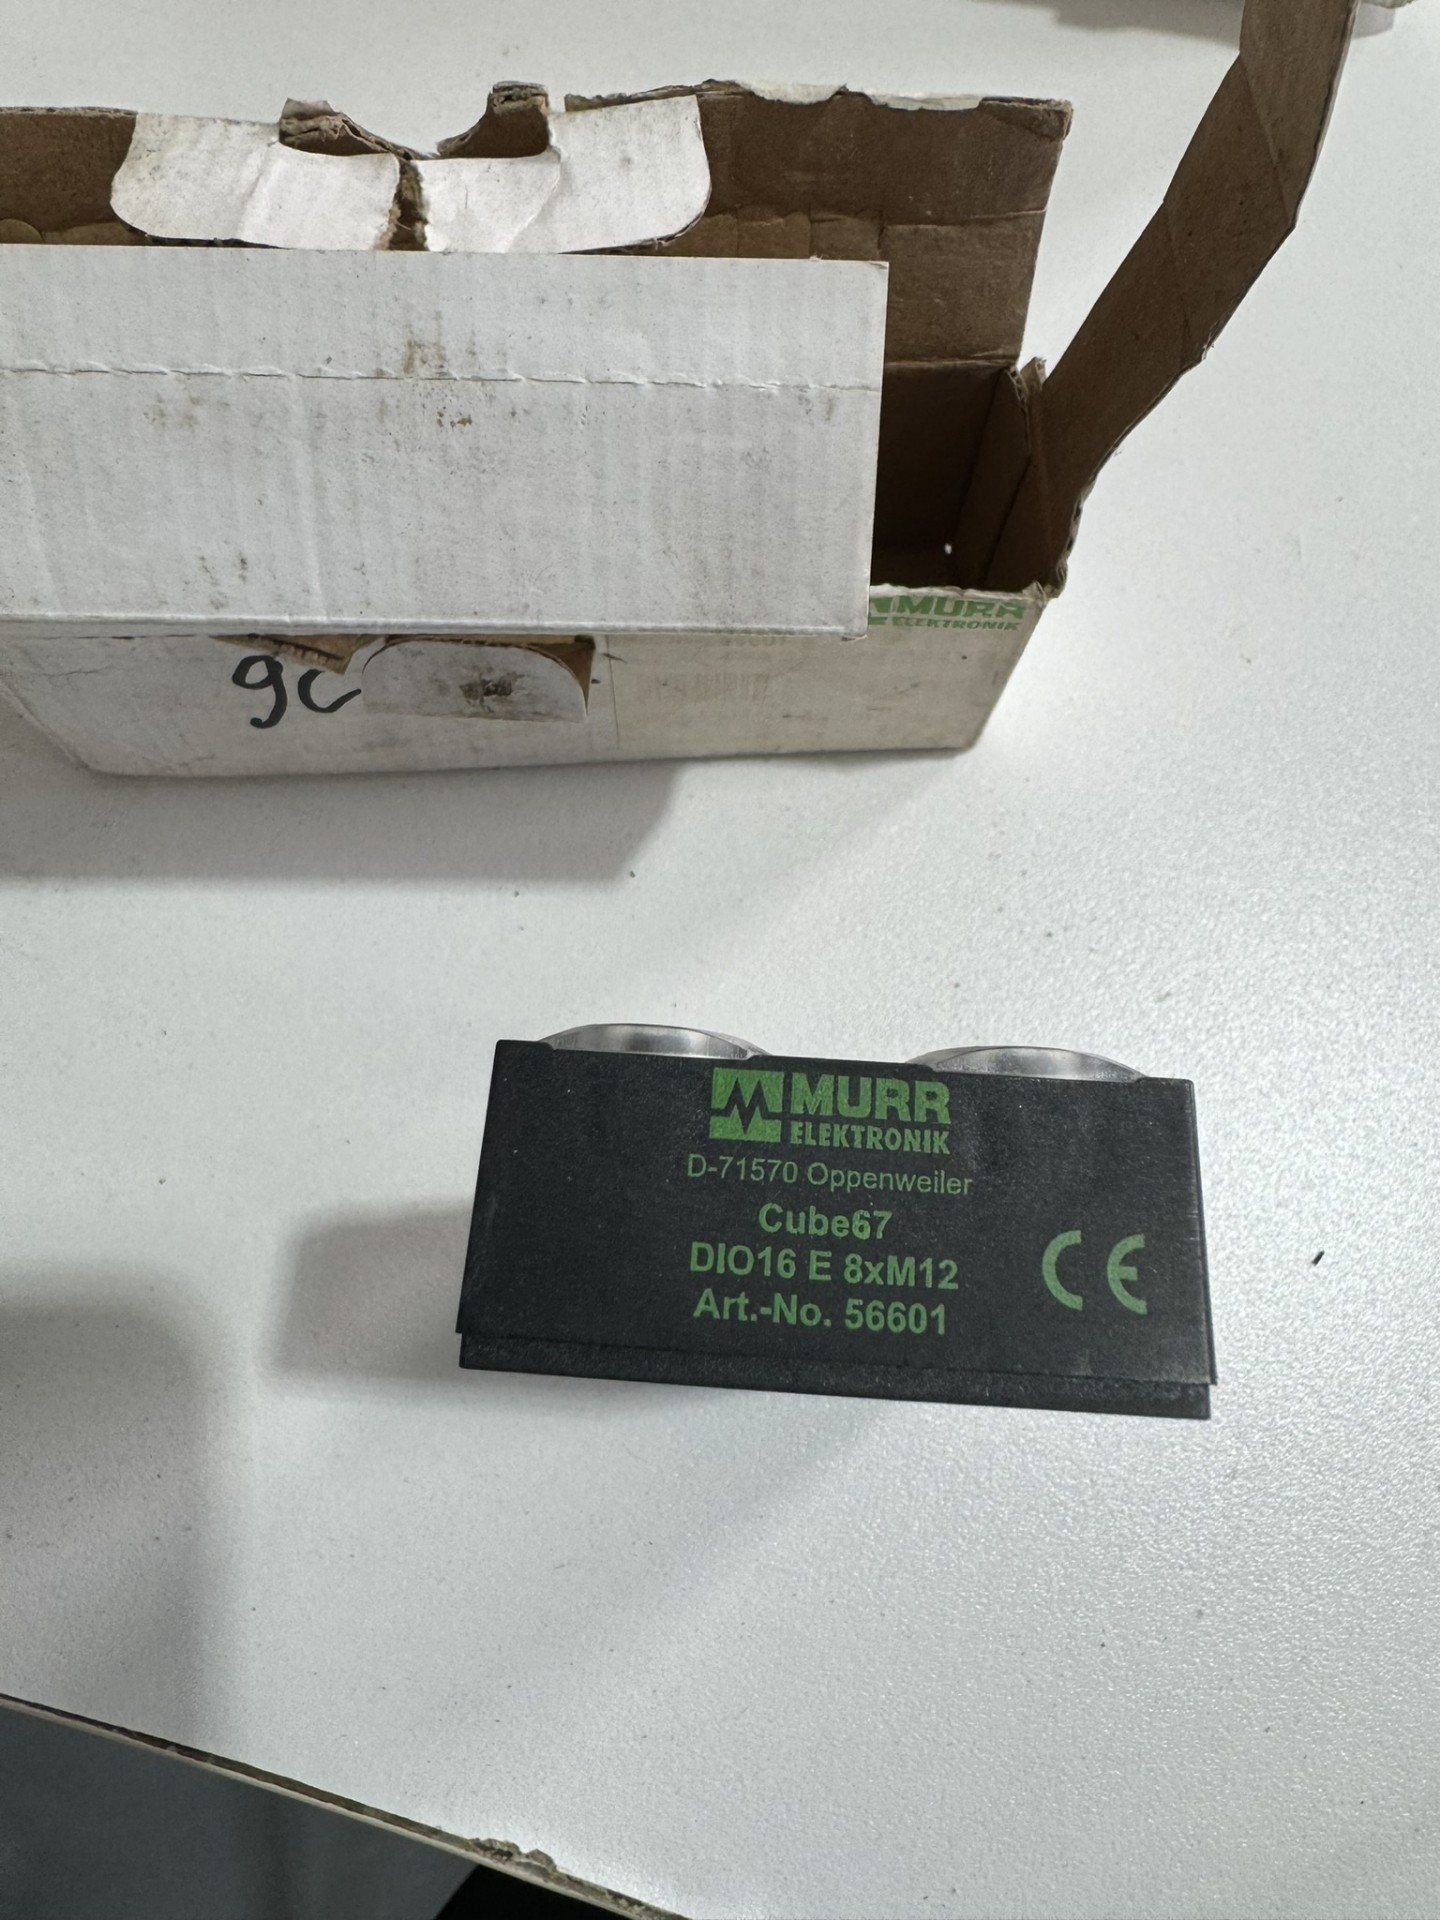 MURR
ELEKTRONIK
9C
MURR
ELEKTRONIK
D-71570 Oppenweiler
Cube67
DIO16 E 8xM12
Art.-No. 56601
CE